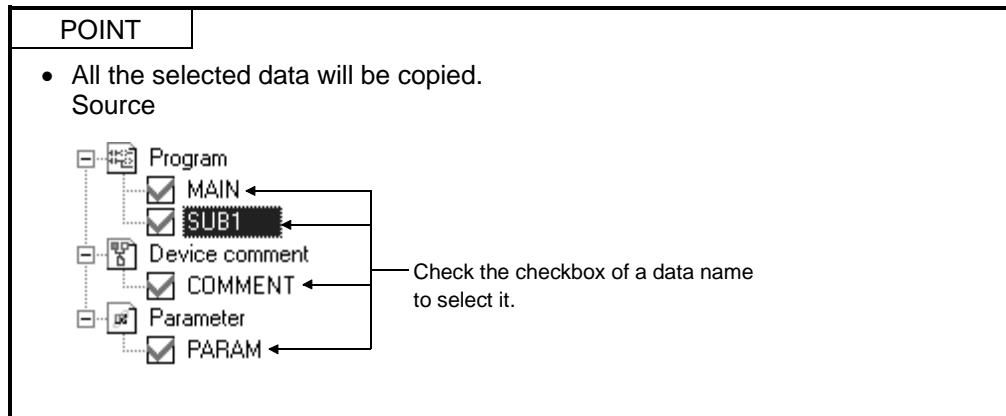 POINT
• All the selected data will be copied.
Source
Program
MAIN
SUB1
Device comment
COMMENT
Check the checkbox of a data name
to select it.
Parameter
PARAM